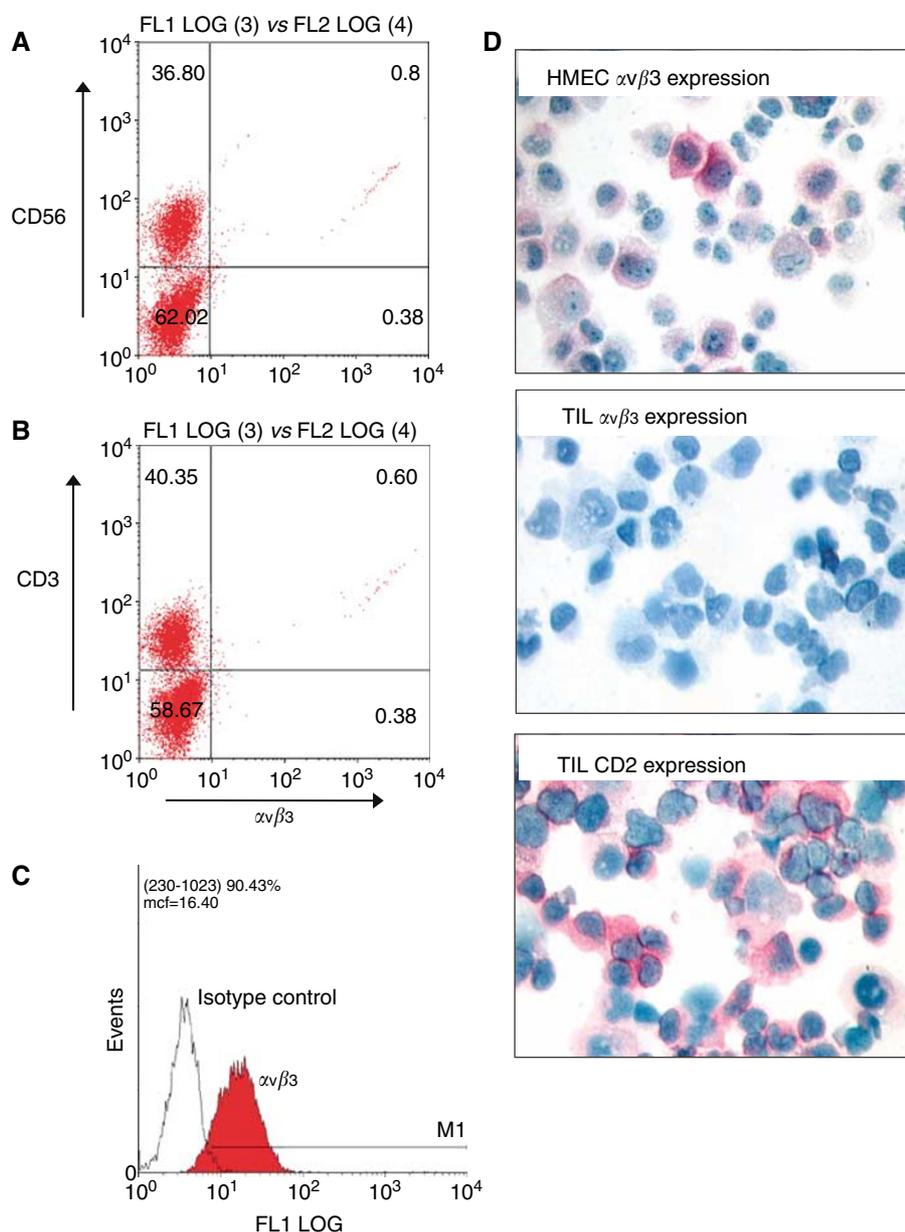 A
FL1 LOG (3) vs FL2 LOG (4)
10⁴
10³
10²
10¹
10⁰
36.80
0.8
62.02
0.38
CD56
10⁰ 10¹ 10² 10³ 10⁴
B
FL1 LOG (3) vs FL2 LOG (4)
10⁴
10³
10²
10¹
10⁰
40.35
0.60
58.67
0.38
CD3
10⁰ 10¹ 10² 10³ 10⁴
αvβ3
C
(230-1023) 90.43%
mcf=16.40
Isotype control
αvβ3
M1
Events
0
10⁰ 10¹ 10² 10³ 10⁴
FL1 LOG
D
HMEC αvβ3 expression
TIL αvβ3 expression
TIL CD2 expression